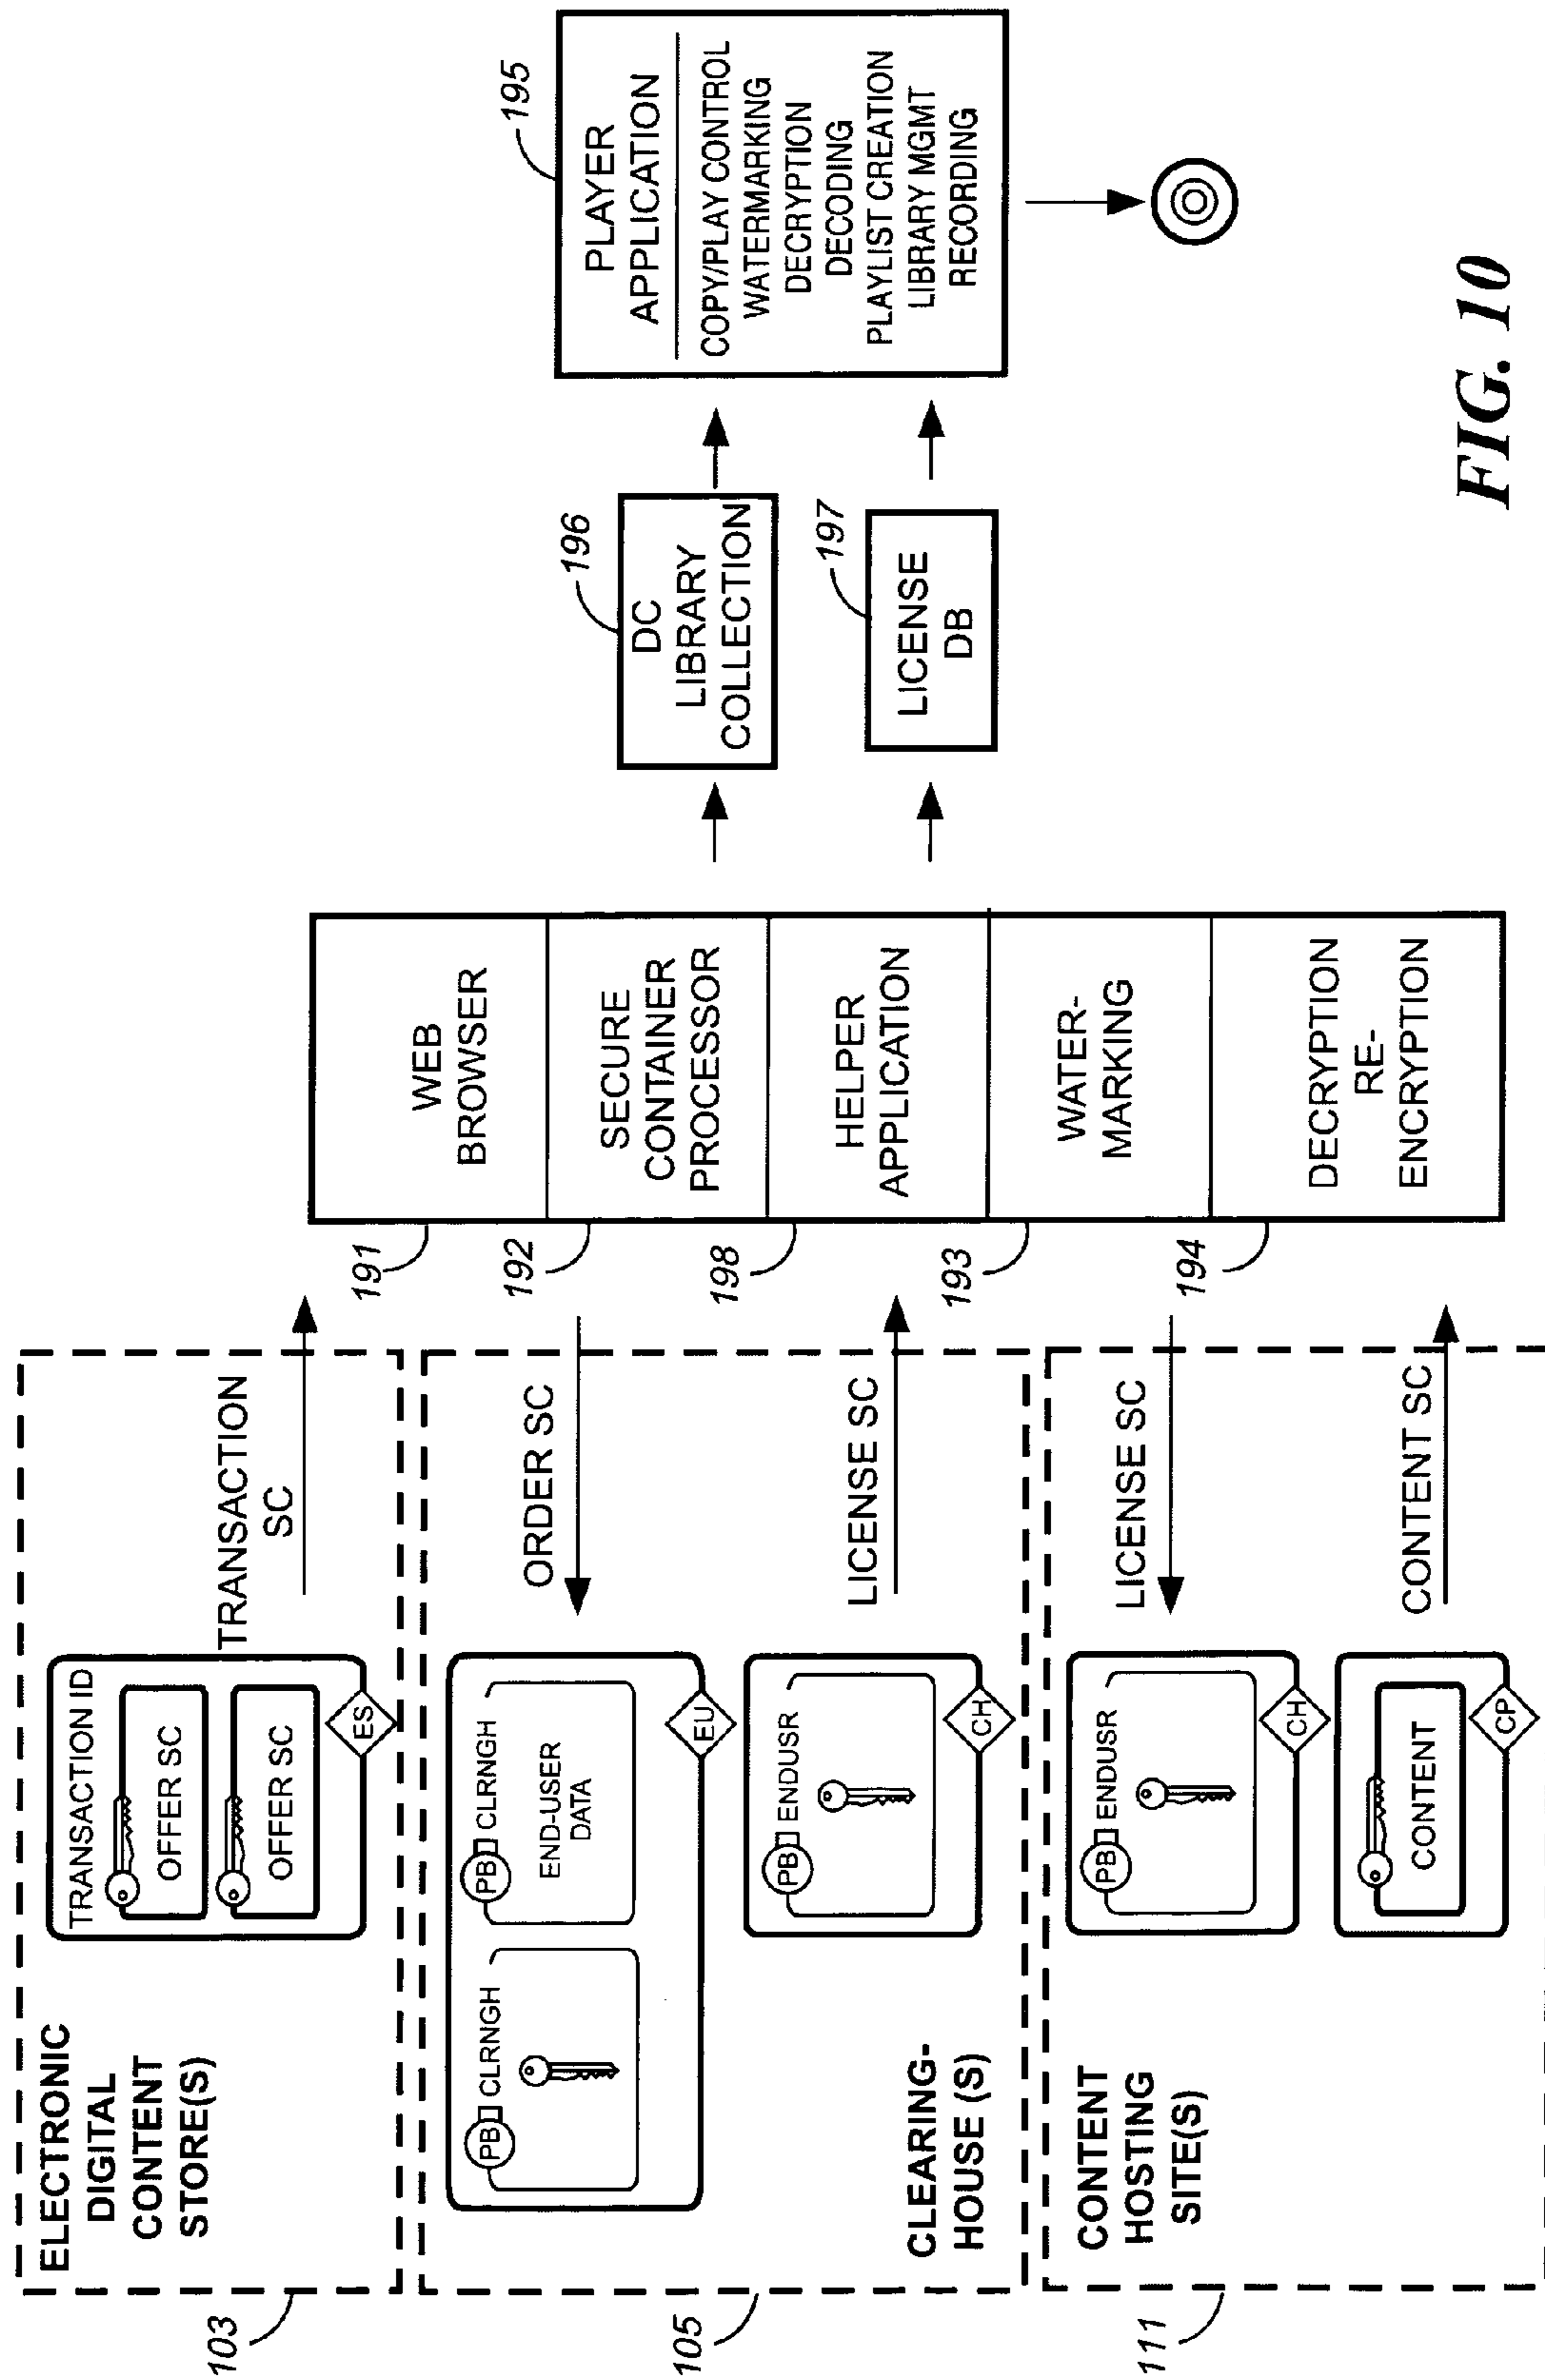 103
ELECTRONIC
DIGITAL
CONTENT
STORE(S)
TRANSACTION ID
OFFER SC
OFFER SC
ES
TRANSACTION
SC
105
PB CLRNGH
PB CLRNGH
END-USER
DATA
EU
ORDER SC
CLEARING-
HOUSE (S)
PB ENDUSR
CH
LICENSE SC
111
CONTENT
HOSTING
SITE(S)
PB ENDUSR
CH
LICENSE SC
CONTENT
CP
CONTENT SC
191
WEB
BROWSER
192
SECURE
CONTAINER
PROCESSOR
198
HELPER
APPLICATION
193
WATER-
MARKING
194
DECRYPTION
RE-
ENCRYPTION
196
DC
LIBRARY
COLLECTION
197
LICENSE
DB
195
PLAYER
APPLICATION
COPY/PLAY CONTROL
WATERMARKING
DECRYPTION
DECODING
PLAYLIST CREATION
LIBRARY MGMT
RECORDING
FIG. 10